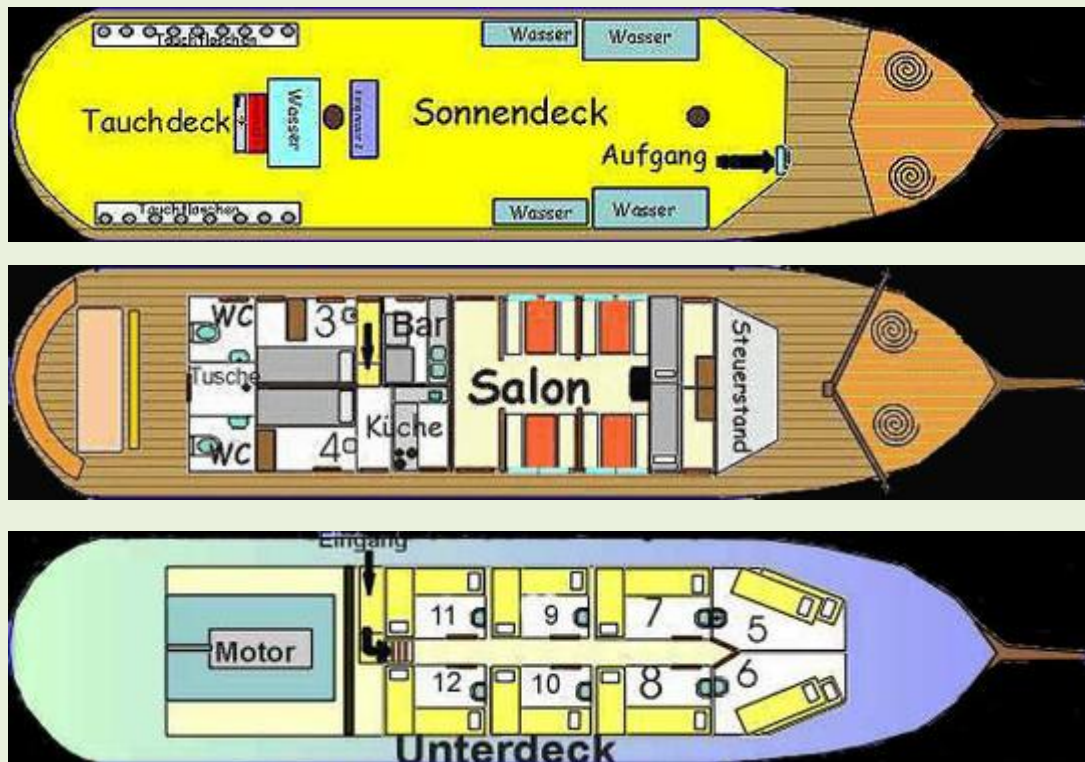 Tauchflaschen
Wasser
Wasser
Tauchdeck
Wasser
Sonnendeck
Aufgang
Tauchflaschen
Wasser
Wasser
WC
3
Bar
Tusche
Salon
Steuerstand
WC
4
Küche
Eingang
11
9
7
5
Motor
12
10
8
6
Unterdeck